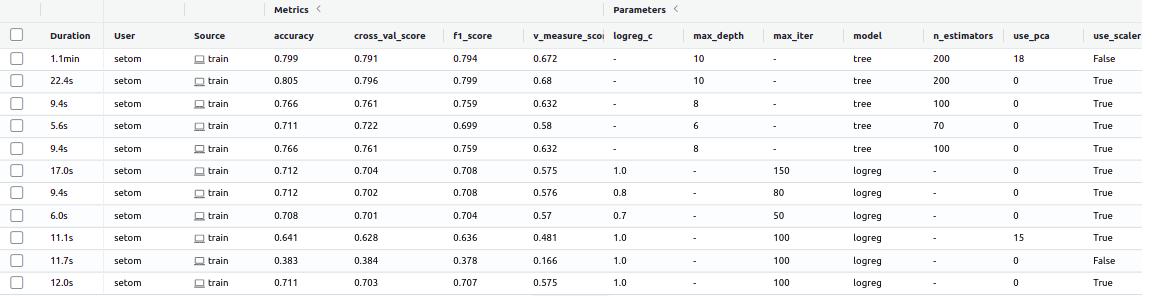 Metrics Parameters
Duration User Source accuracy cross_val_score f1_score v_measure_scor logreg_c max_depth max_iter model n_estimators use_pca use_scaler
1.1min setom train 0.799 0.791 0.794 0.672 - 10 - tree 200 18 False
22.4s setom train 0.805 0.796 0.799 0.68 - 10 - tree 200 0 True
9.4s setom train 0.766 0.761 0.759 0.632 - 8 - tree 100 0 True
5.6s setom train 0.711 0.722 0.699 0.58 - 6 - tree 70 0 True
9.4s setom train 0.766 0.761 0.759 0.632 - 8 - tree 100 0 True
17.0s setom train 0.712 0.704 0.708 0.575 1.0 - 150 logreg - 0 True
9.4s setom train 0.712 0.702 0.708 0.576 0.8 - 80 logreg - 0 True
6.0s setom train 0.708 0.701 0.704 0.57 0.7 - 50 logreg - 0 True
11.1s setom train 0.641 0.628 0.636 0.481 1.0 - 100 logreg - 15 True
11.7s setom train 0.383 0.384 0.378 0.166 1.0 - 100 logreg - 0 False
12.0s setom train 0.711 0.703 0.707 0.575 1.0 - 100 logreg - 0 True